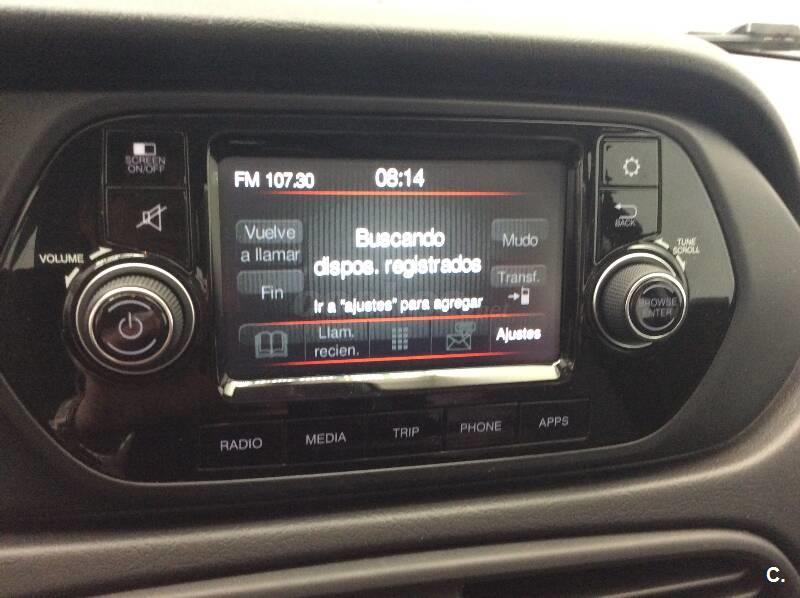 SCREEN
ON/OFF
FM 107.30
08:14
Vuelve
a llamar
Buscando
dispos. registrados
Mudo
Fin
Transf.
Ir a "ajustes" para agregar
Llam.
recien.
Ajustes
VOLUME
BACK
TUNE
SCROLL
BROWSE
ENTER
RADIO
MEDIA
TRIP
PHONE
APPS
C.